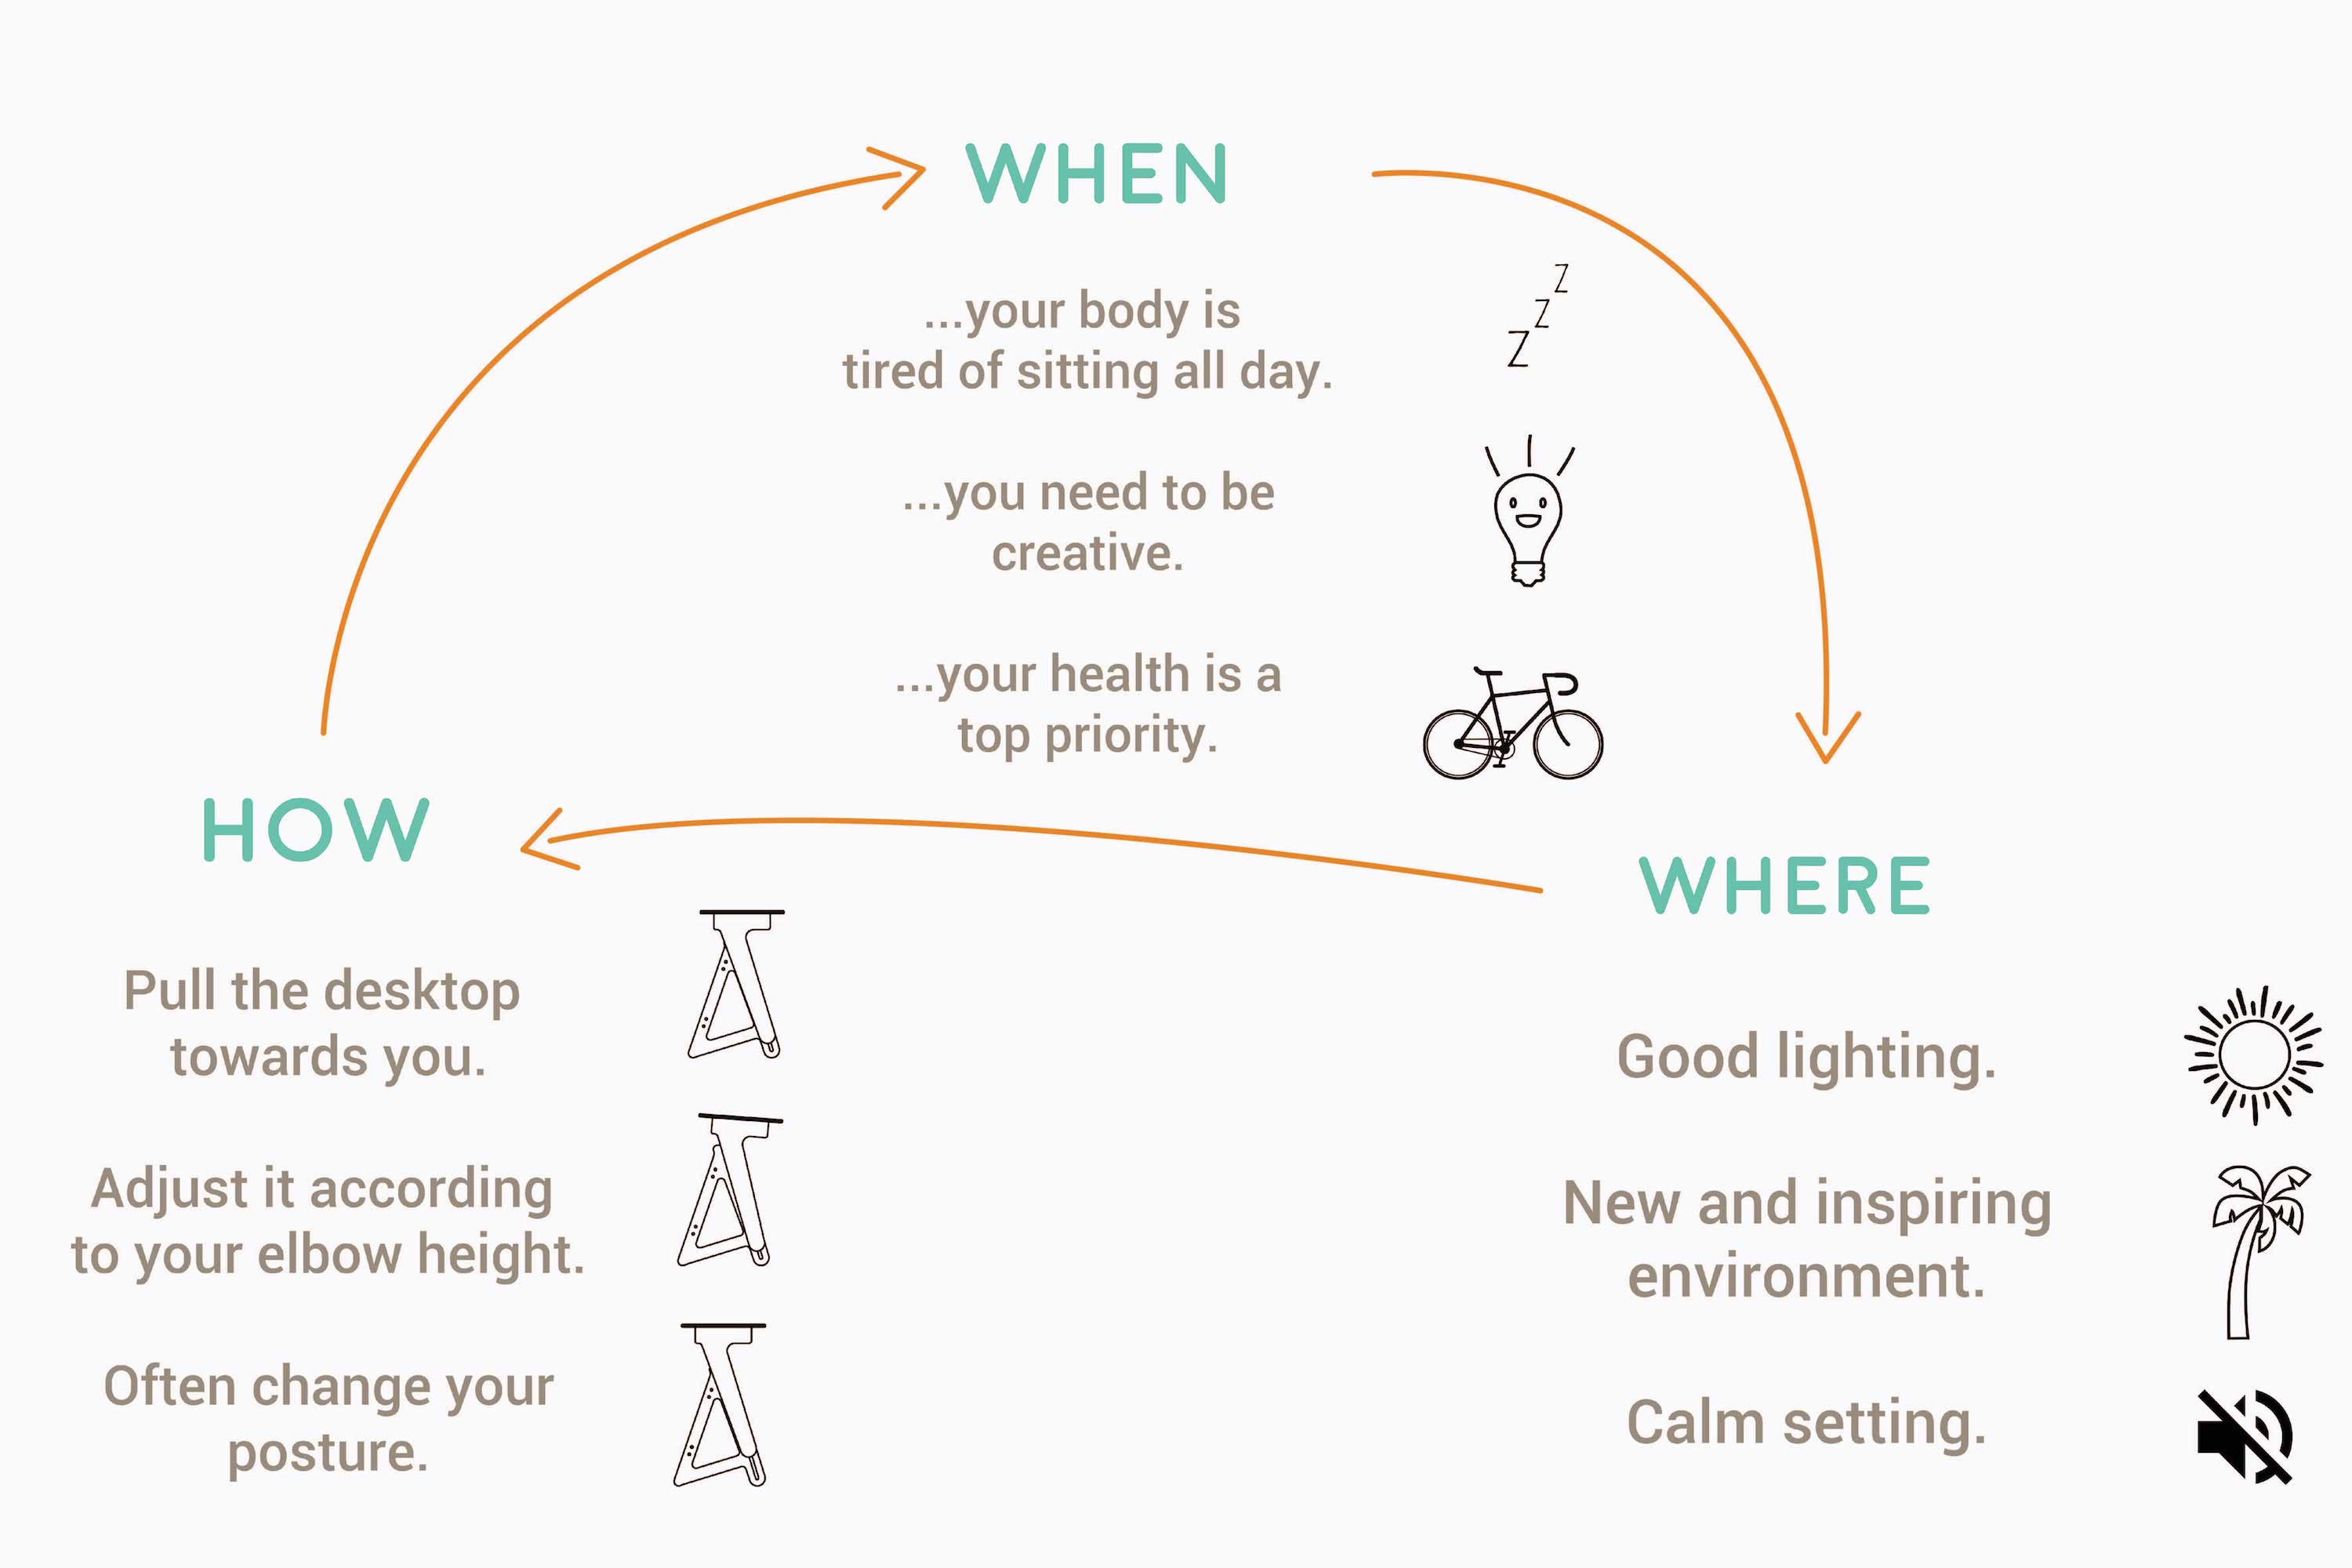 WHEN
...your body is
tired of sitting all day.
z
z
z
...you need to be
creative.
...your health is a
top priority.
HOW
Pull the desktop
towards you.
Adjust it according
to your elbow height.
Often change your
posture.
WHERE
Good lighting.
New and inspiring
environment.
Calm setting.